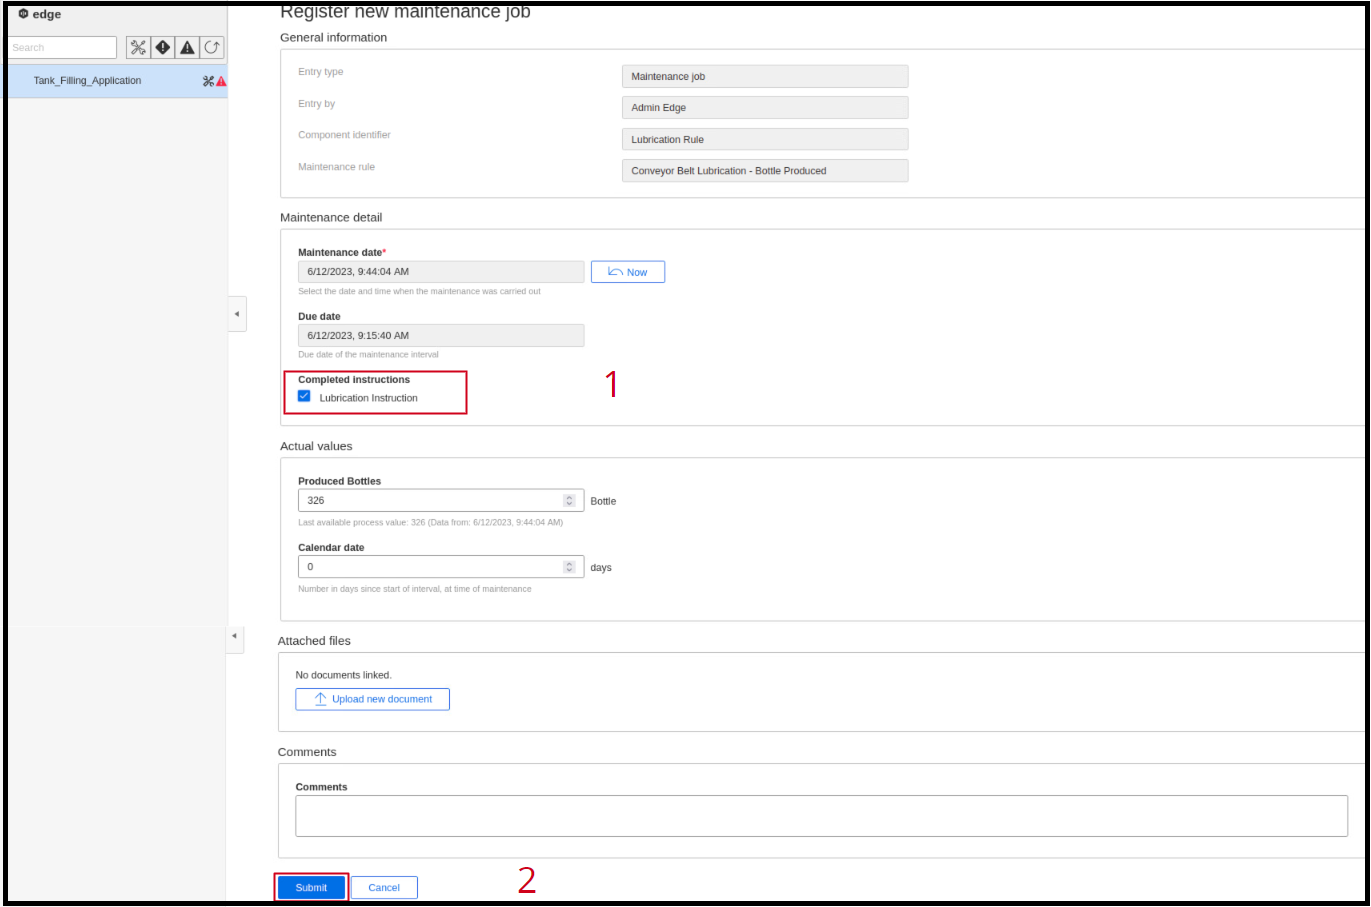 edge
Search
Tank_Filling_Application
Register new maintenance job
General information
Entry type
Maintenance job
Entry by
Admin Edge
Component identifier
Lubrication Rule
Maintenance rule
Conveyor Belt Lubrication - Bottle Produced
Maintenance detail
Maintenance date*
6/12/2023, 9:44:04 AM
Now
Select the date and time when the maintenance was carried out
Due date
6/12/2023, 9:15:40 AM
Due date of the maintenance interval
Completed instructions
Lubrication Instruction
1
Actual values
Produced Bottles
326
Bottle
Last available process value: 326 (Data from: 6/12/2023, 9:44:04 AM)
Calendar date
0
days
Number in days since start of interval, at time of maintenance
Attached files
No documents linked.
Upload new document
Comments
Comments
Submit
Cancel
2